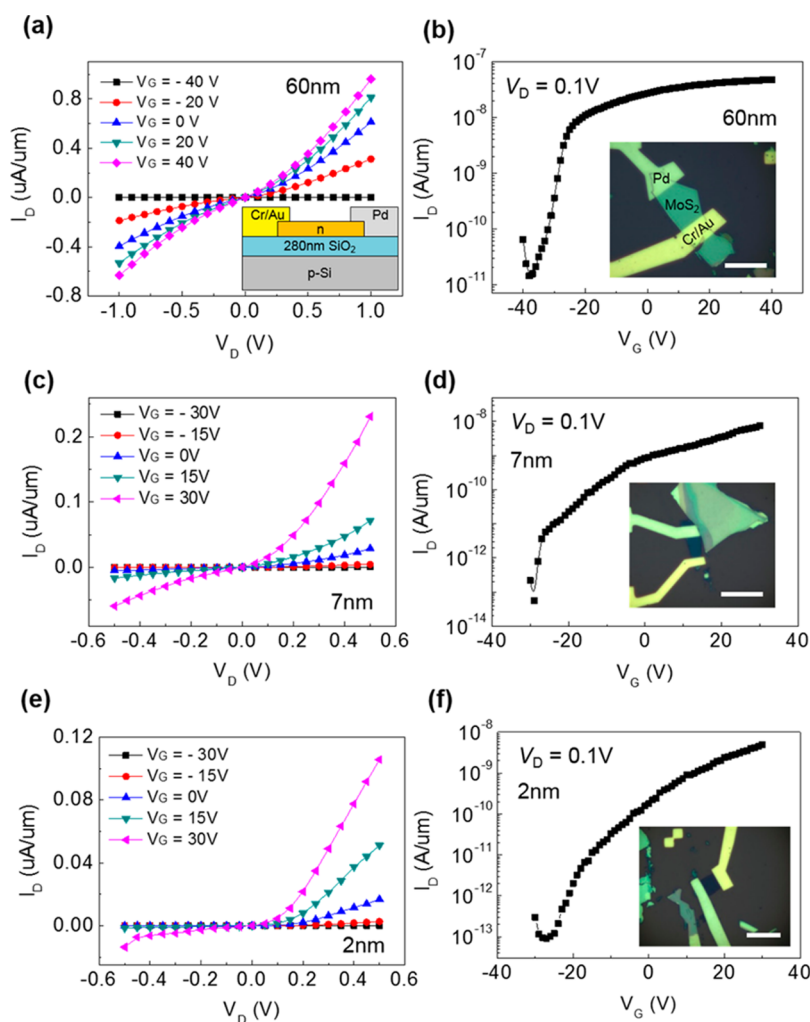 (a)
VG = - 40 V
VG = - 20 V
VG = 0 V
VG = 20 V
VG = 40 V
60nm
Cr/Au
Pd
n
280nm SiO2
p-Si
0.8
0.4
0.0
-0.4
-0.8
ID (uA/um)
-1.0 -0.5 0.0 0.5 1.0
VD (V)
(b)
VD = 0.1V
60nm
Pd
MoS2
Cr/Au
10-7
10-8
10-9
10-10
10-11
ID (A/um)
-40 -20 0 20 40
VG (V)
(c)
VG = - 30V
VG = - 15V
VG = 0V
VG = 15V
VG = 30V
7nm
0.2
0.1
0.0
ID (uA/um)
-0.6 -0.4 -0.2 0.0 0.2 0.4 0.6
VD (V)
(d)
VD = 0.1V
7nm
10-8
10-10
10-12
10-14
ID (A/um)
-40 -20 0 20 40
VG (V)
(e)
VG = - 30V
VG = - 15V
VG = 0V
VG = 15V
VG = 30V
2nm
0.12
0.08
0.04
0.00
ID (uA/um)
-0.6 -0.4 -0.2 0.0 0.2 0.4 0.6
VD (V)
(f)
VD = 0.1V
2nm
10-8
10-9
10-10
10-11
10-12
10-13
ID (A/um)
-40 -20 0 20 40
VG (V)